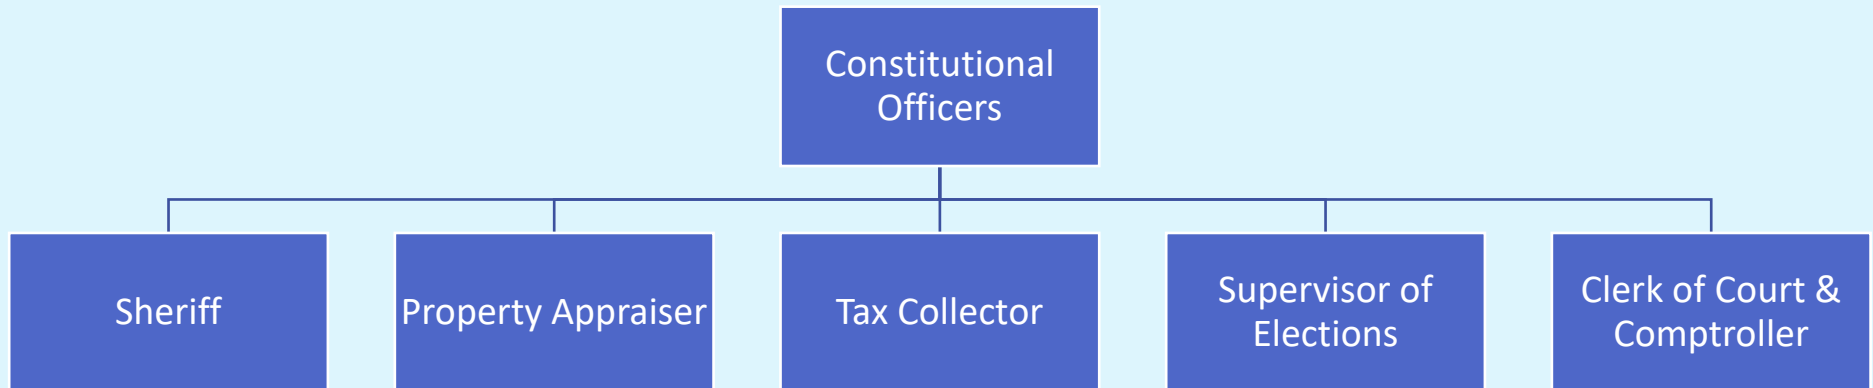 Constitutional
Officers
Sheriff
Property Appraiser
Tax Collector
Supervisor of
Elections
Clerk of Court &
Comptroller